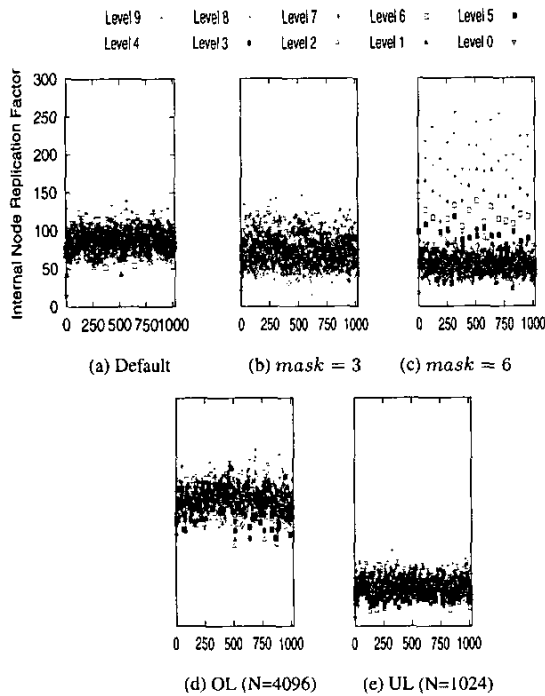 Level 9 Level 8 Level 7 Level 6 Level 5
Level 4 Level 3 Level 2 Level 1 Level 0
Internal Node Replication Factor
300
250
200
150
100
50
0
0 250 500 750 1000
0 250 500 750 1000
0 250 500 750 1000
(a) Default (b) mask = 3 (c) mask = 6
0 250 500 750 1000
0 250 500 750 1000
(d) OL (N=4096) (e) UL (N=1024)